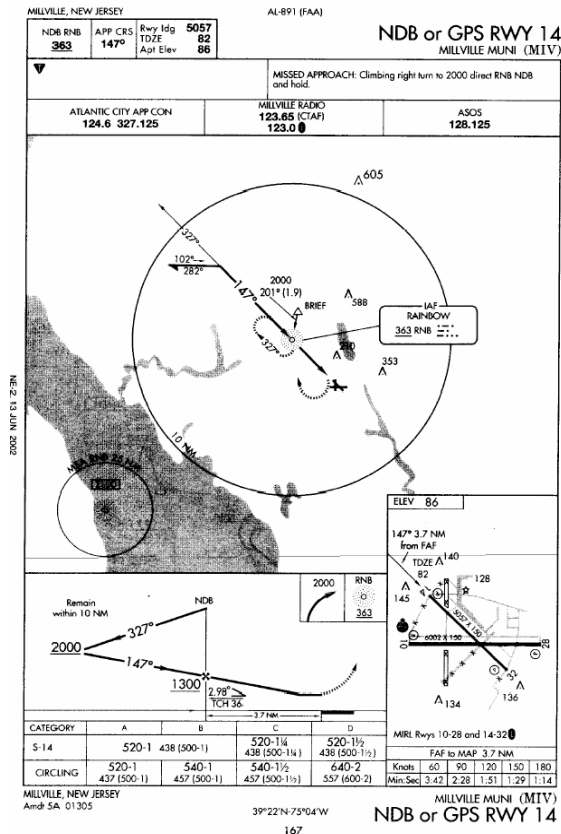 MILLVILLE, NEW JERSEY
AL-891 (FAA)
NDB RNB
363
APP CRS
147°
Rwy ldg 5057
TDZE 82
Apt Elev 86
NDB or GPS RWY 14
MILLVILLE MUNI (MIV)
T
MISSED APPROACH: Climbing right turn to 2000 direct RNB NDB
and hold.
ATLANTIC CITY APP CON
124.6 327.125
MILLVILLE RADIO
123.65 (CTAF)
123.0
ASOS
128.125
605
327°
102°
282°
147°
2000
201° (1.9)
BRIEF
588
IAF
RAINBOW
363 RNB
327°
353
10 NM
MSA RNB 25 NM
NE-2, 13 JUN 2002
ELEV 86
147° 3.7 NM
from FAF
TDZE
82
140
128
145
5057 X 150
6002 X 150
10
28
32
134
136
MIRL Rwys 10-28 and 14-32
Remain
within 10 NM
NDB
2000
RNB
363
327°
2000
147°
1300
2.98°
TCH 36
3.7 NM
CATEGORY A B C D
S-14 520-1 438 (500-1) 520-1¼ 438 (500-1¼) 520-1½ 438 (500-1½)
CIRCLING 520-1 437 (500-1) 540-1 457 (500-1) 540-1½ 457 (500-1½) 640-2 557 (600-2)
FAF to MAP 3.7 NM
Knots 60 90 120 150 180
Min:Sec 3:42 2:28 1:51 1:29 1:14
MILLVILLE, NEW JERSEY
Amdt 5A 01305
39°22'N-75°04'W
MILLVILLE MUNI (MIV)
NDB or GPS RWY 14
167